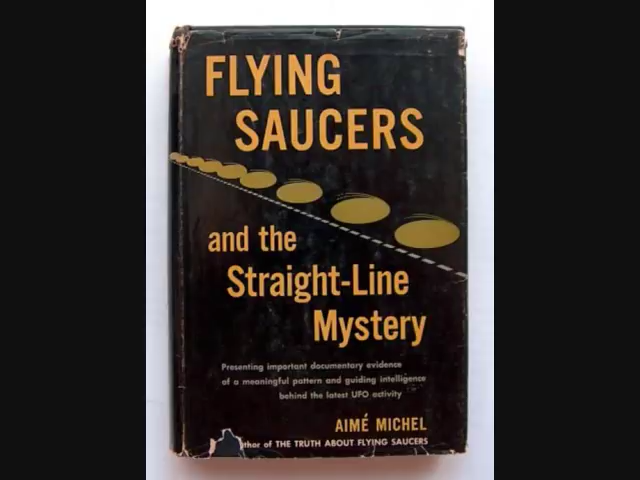 FLYING
SAUCERS
and the
Straight-Line
Mystery
Presenting important documentary evidence
of a meaningful pattern and guiding intelligence
behind the latest UFO activity
AIMÉ MICHEL
of THE TRUTH ABOUT FLYING SAUCERS